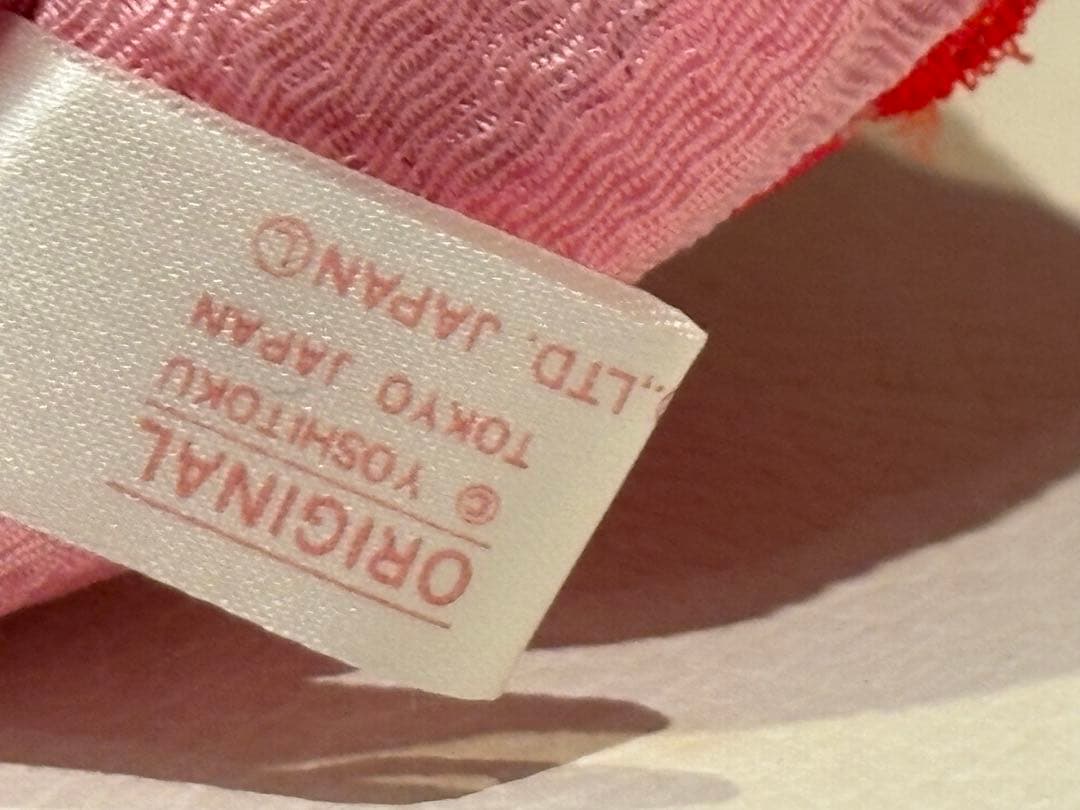 ORIGINAL
© YOSHITOKU
TOKYO JAPAN
.,LTD. JAPAN